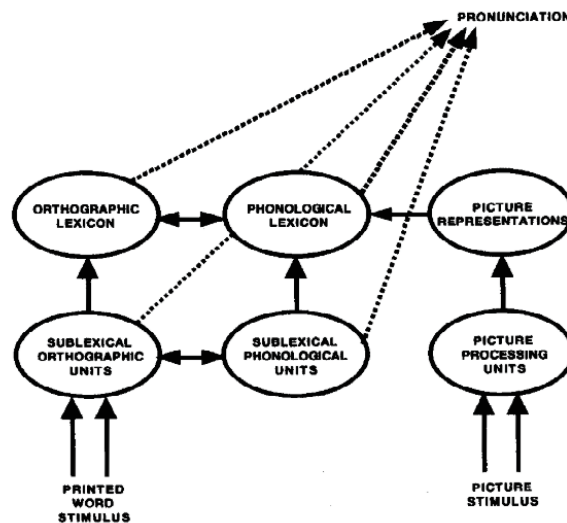 PRONUNCIATION
ORTHOGRAPHIC
LEXICON
PHONOLOGICAL
LEXICON
PICTURE
REPRESENTATIONS
SUBLEXICAL
ORTHOGRAPHIC
UNITS
SUBLEXICAL
PHONOLOGICAL
UNITS
PICTURE
PROCESSING
UNITS
PRINTED
WORD
STIMULUS
PICTURE
STIMULUS